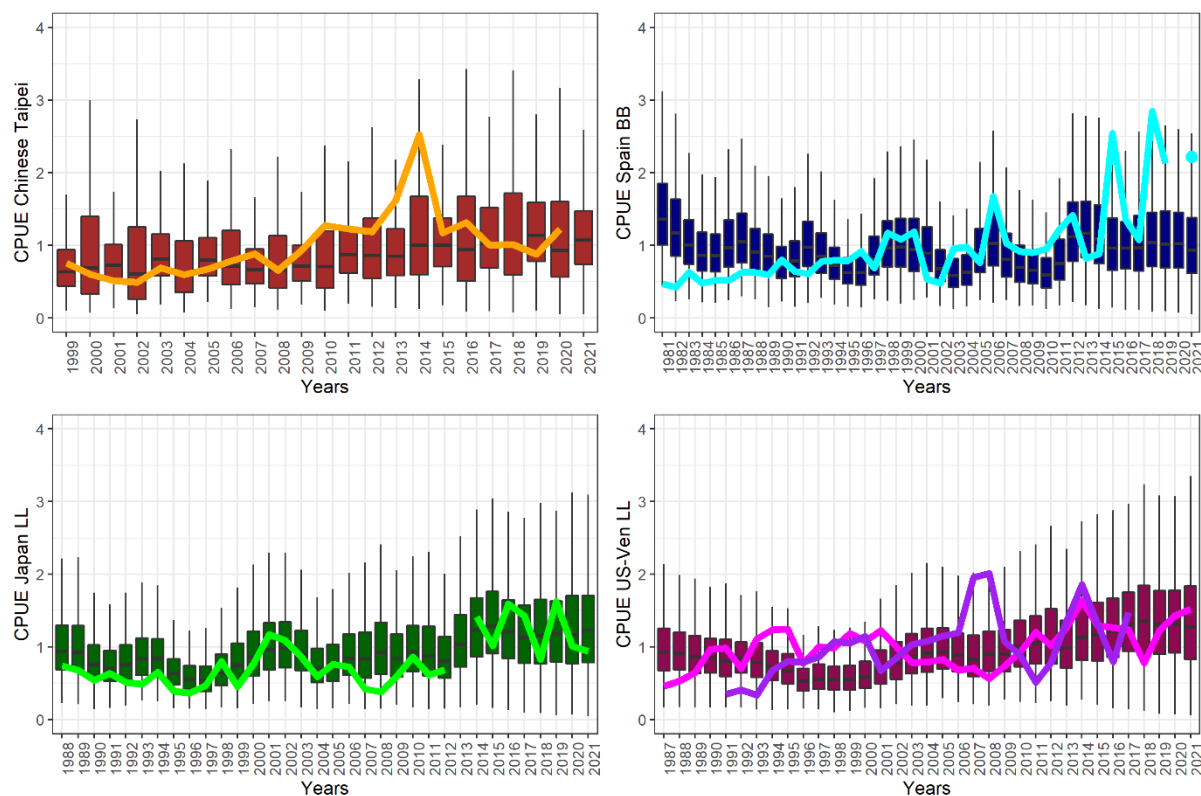 CPUE Chinese Taipei
4
3
2
1
0
1999 2000 2001 2002 2003 2004 2005 2006 2007 2008 2009 2010 2011 2012 2013 2014 2015 2016 2017 2018 2019 2020 2021
Years
CPUE Spain BB
4
3
2
1
0
1981 1982 1983 1984 1985 1986 1987 1988 1989 1990 1991 1992 1993 1994 1995 1996 1997 1998 1999 2000 2001 2002 2003 2004 2005 2006 2007 2008 2009 2010 2011 2012 2013 2014 2015 2016 2017 2018 2019 2020 2021
Years
CPUE Japan LL
4
3
2
1
0
1988 1989 1990 1991 1992 1993 1994 1995 1996 1997 1998 1999 2000 2001 2002 2003 2004 2005 2006 2007 2008 2009 2010 2011 2012 2013 2014 2015 2016 2017 2018 2019 2020 2021
Years
CPUE US-Ven LL
4
3
2
1
0
1987 1988 1989 1990 1991 1992 1993 1994 1995 1996 1997 1998 1999 2000 2001 2002 2003 2004 2005 2006 2007 2008 2009 2010 2011 2012 2013 2014 2015 2016 2017 2018 2019 2020 2021
Years